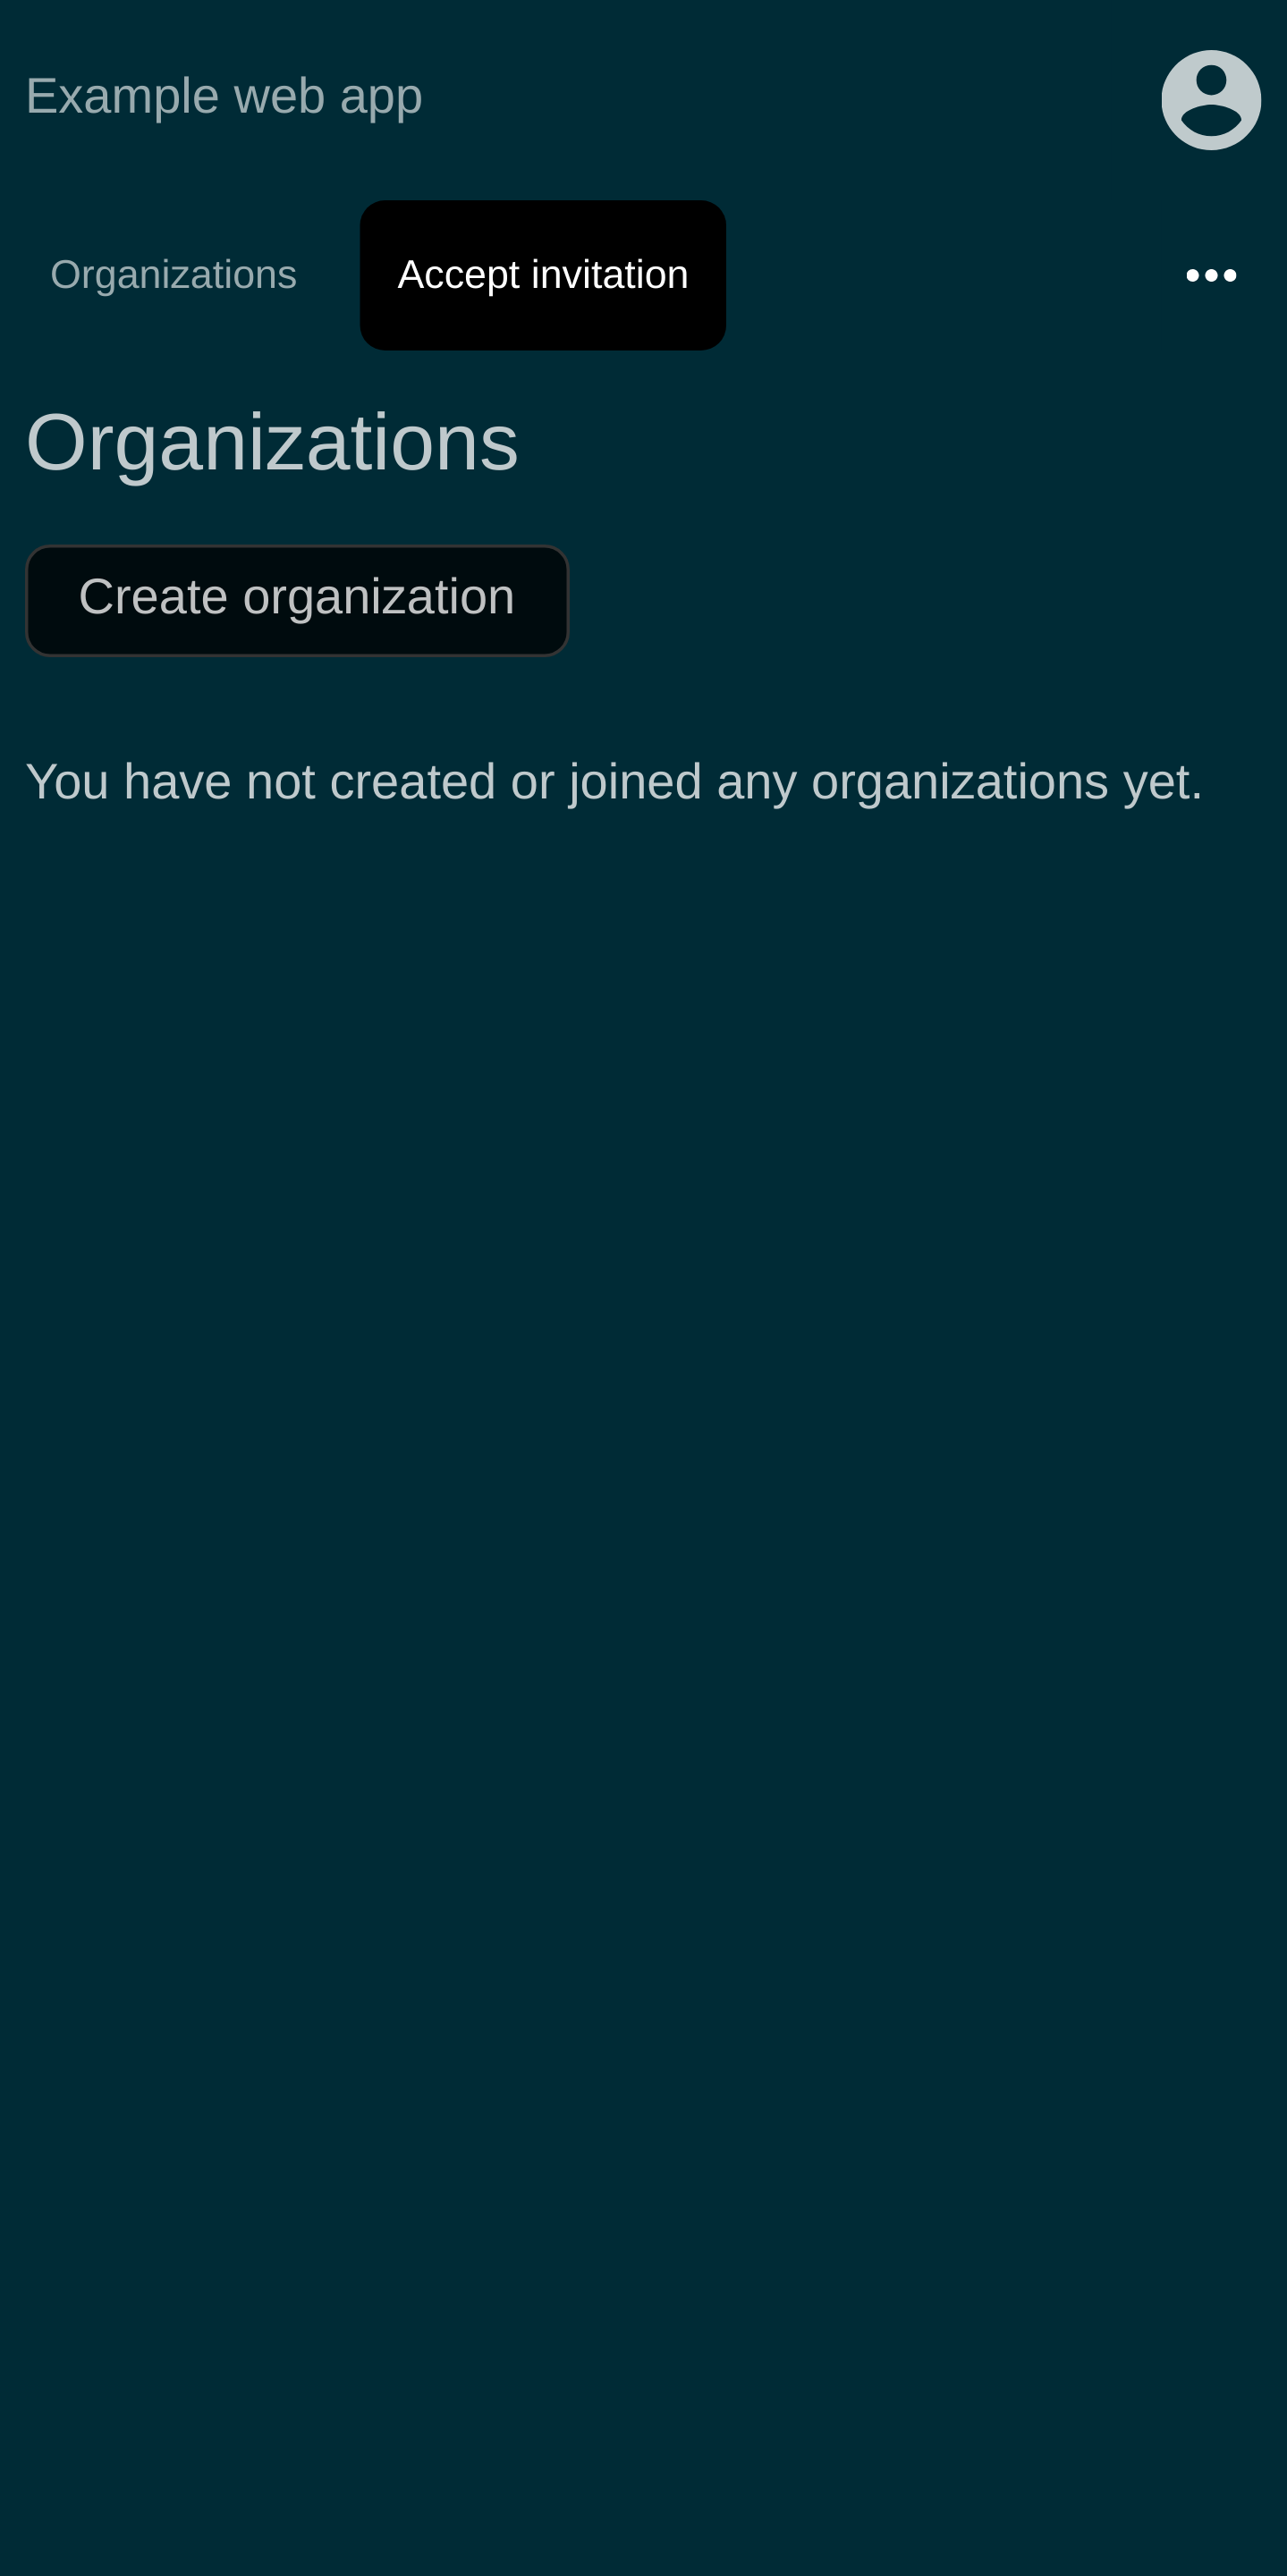 Example web app
Organizations
Accept invitation
Organizations
Create organization
You have not created or joined any organizations yet.